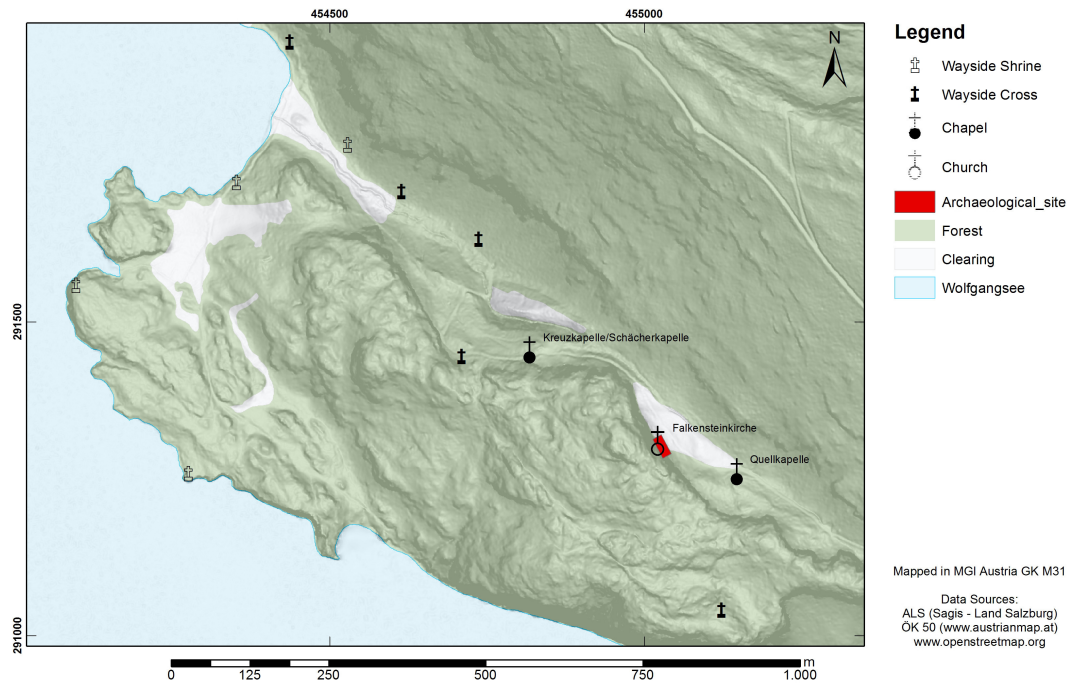 454500
455000
291500
291000
N
Kreuzkapelle/Schächerkapelle
Falkensteinkirche
Quellkapelle
0
125
250
500
750
1.000
m
Legend
Wayside Shrine
Wayside Cross
Chapel
Church
Archaeological_site
Forest
Clearing
Wolfgangsee
Mapped in MGI Austria GK M31
Data Sources:
ALS (Sagis - Land Salzburg)
ÖK 50 (www.austrianmap.at)
www.openstreetmap.org